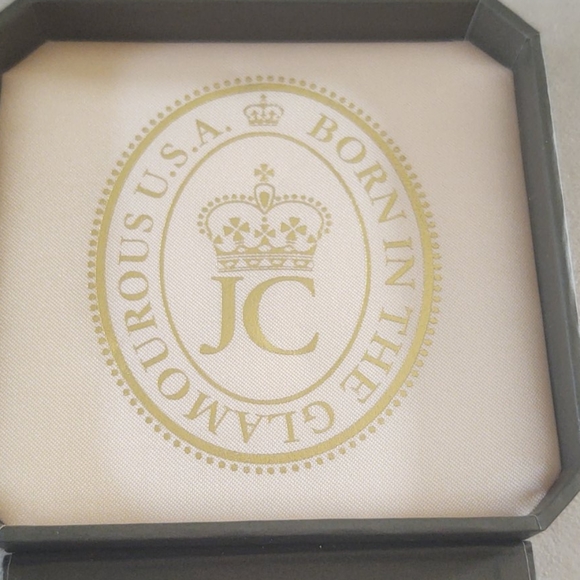 BORN IN THE GLAMOUROUS U.S.A.
JC